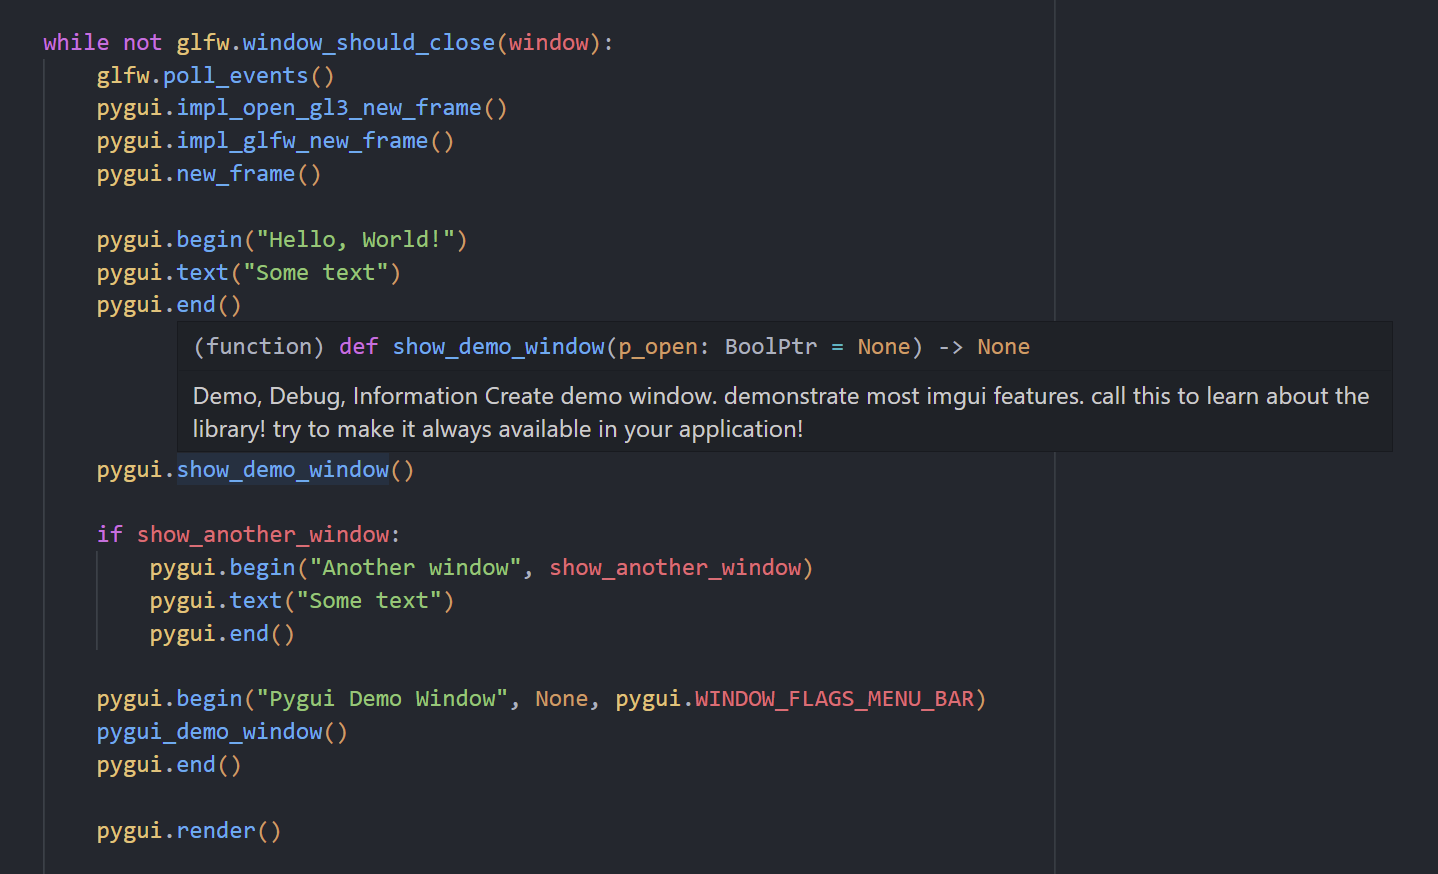 while not glfw.window_should_close(window):
    glfw.poll_events()
    pygui.impl_open_gl3_new_frame()
    pygui.impl_glfw_new_frame()
    pygui.new_frame()

    pygui.begin("Hello, World!")
    pygui.text("Some text")
    pygui.end()
(function) def show_demo_window(p_open: BoolPtr = None) -> None
Demo, Debug, Information Create demo window. demonstrate most imgui features. call this to learn about the
library! try to make it always available in your application!
    pygui.show_demo_window()

    if show_another_window:
        pygui.begin("Another window", show_another_window)
        pygui.text("Some text")
        pygui.end()

    pygui.begin("Pygui Demo Window", None, pygui.WINDOW_FLAGS_MENU_BAR)
    pygui_demo_window()
    pygui.end()

    pygui.render()